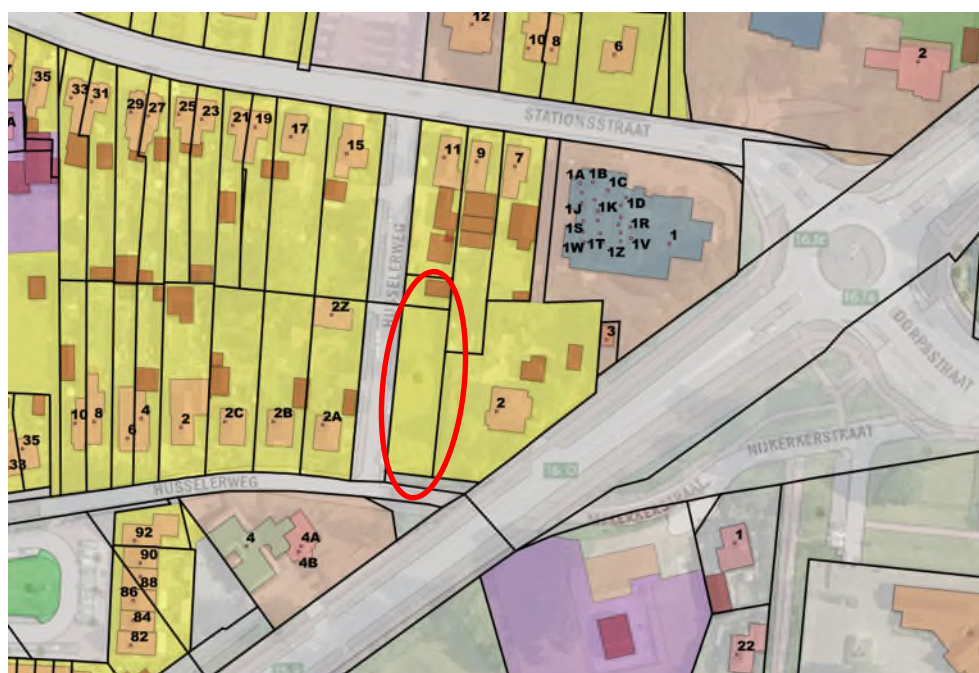 12
10
8
6
2
35
33
31
29
27
25
23
21
19
17
15
STATIONSSTRAAT
11
9
7
1A
1B
1C
1D
1J
1K
1S
1R
1W
1T
1V
1Z
1
A
HUSSELERWEG
2Z
3
DORPSSTRAAT
10
8
4
6
2
2C
2B
2A
2
35
33
HUSSELERWEG
NIJKERKERSTRAAT
NIJKERKERSTRAAT
92
90
88
86
84
82
4
4A
4B
1
22